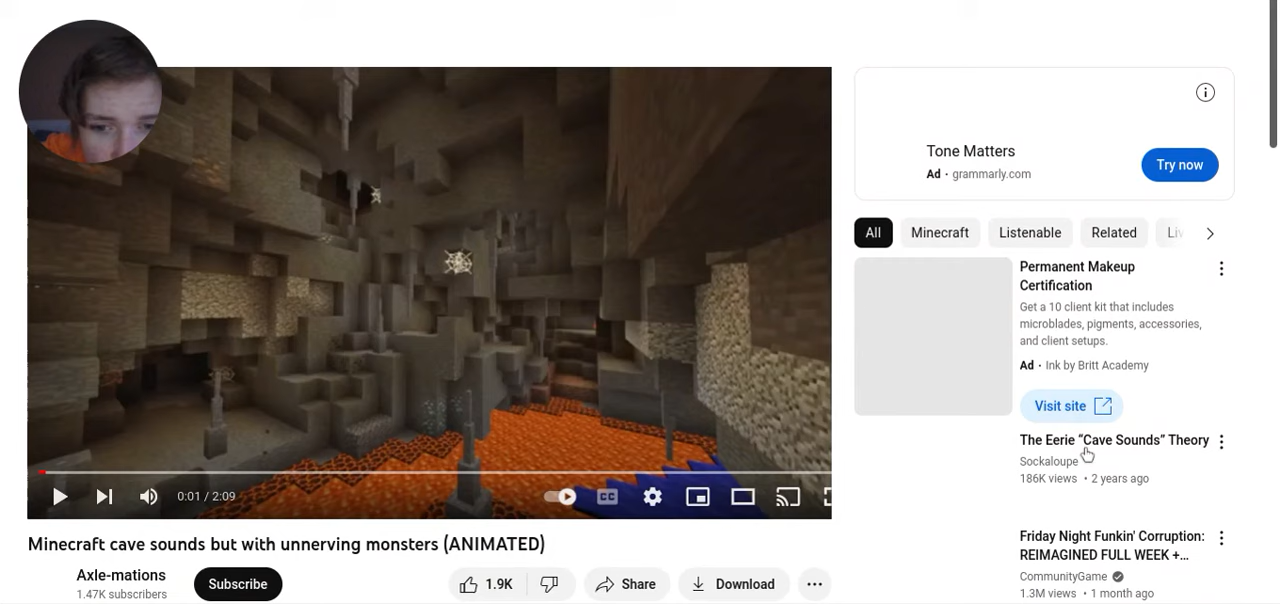 Tone Matters
Ad · grammarly.com
Try now
All
Minecraft
Listenable
Related
Permanent Makeup
Certification
Get a 10 client kit that includes
microblades, pigments, accessories,
and client setups.
Ad · Ink by Britt Academy
Visit site
The Eerie “Cave Sounds” Theory
Sockaloupe
186K views • 2 years ago
0:01 / 2:09
CC
Minecraft cave sounds but with unnerving monsters (ANIMATED)
Axle-mations
1.47K subscribers
Subscribe
1.9K
Share
Download
Friday Night Funkin' Corruption:
REIMAGINED FULL WEEK +...
CommunityGame
1.3M views • 1 month ago